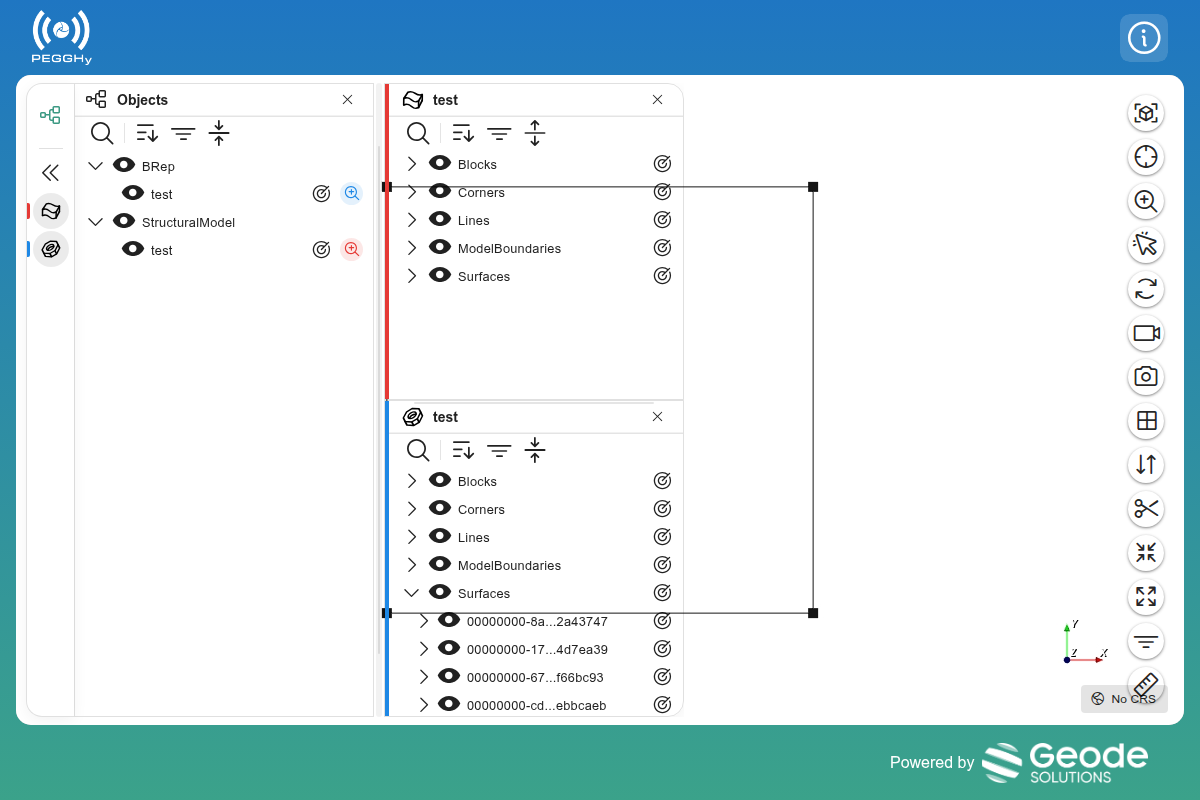 PEGGHy
Objects
BRep
test
StructuralModel
test
test
Blocks
Corners
Lines
ModelBoundaries
Surfaces
test
Blocks
Corners
Lines
ModelBoundaries
Surfaces
00000000-8a...2a43747
00000000-17...4d7ea39
00000000-67...f66bc93
00000000-cd...ebbcaeb
Y
Z X
No CRS
Powered by Geode
SOLUTIONS